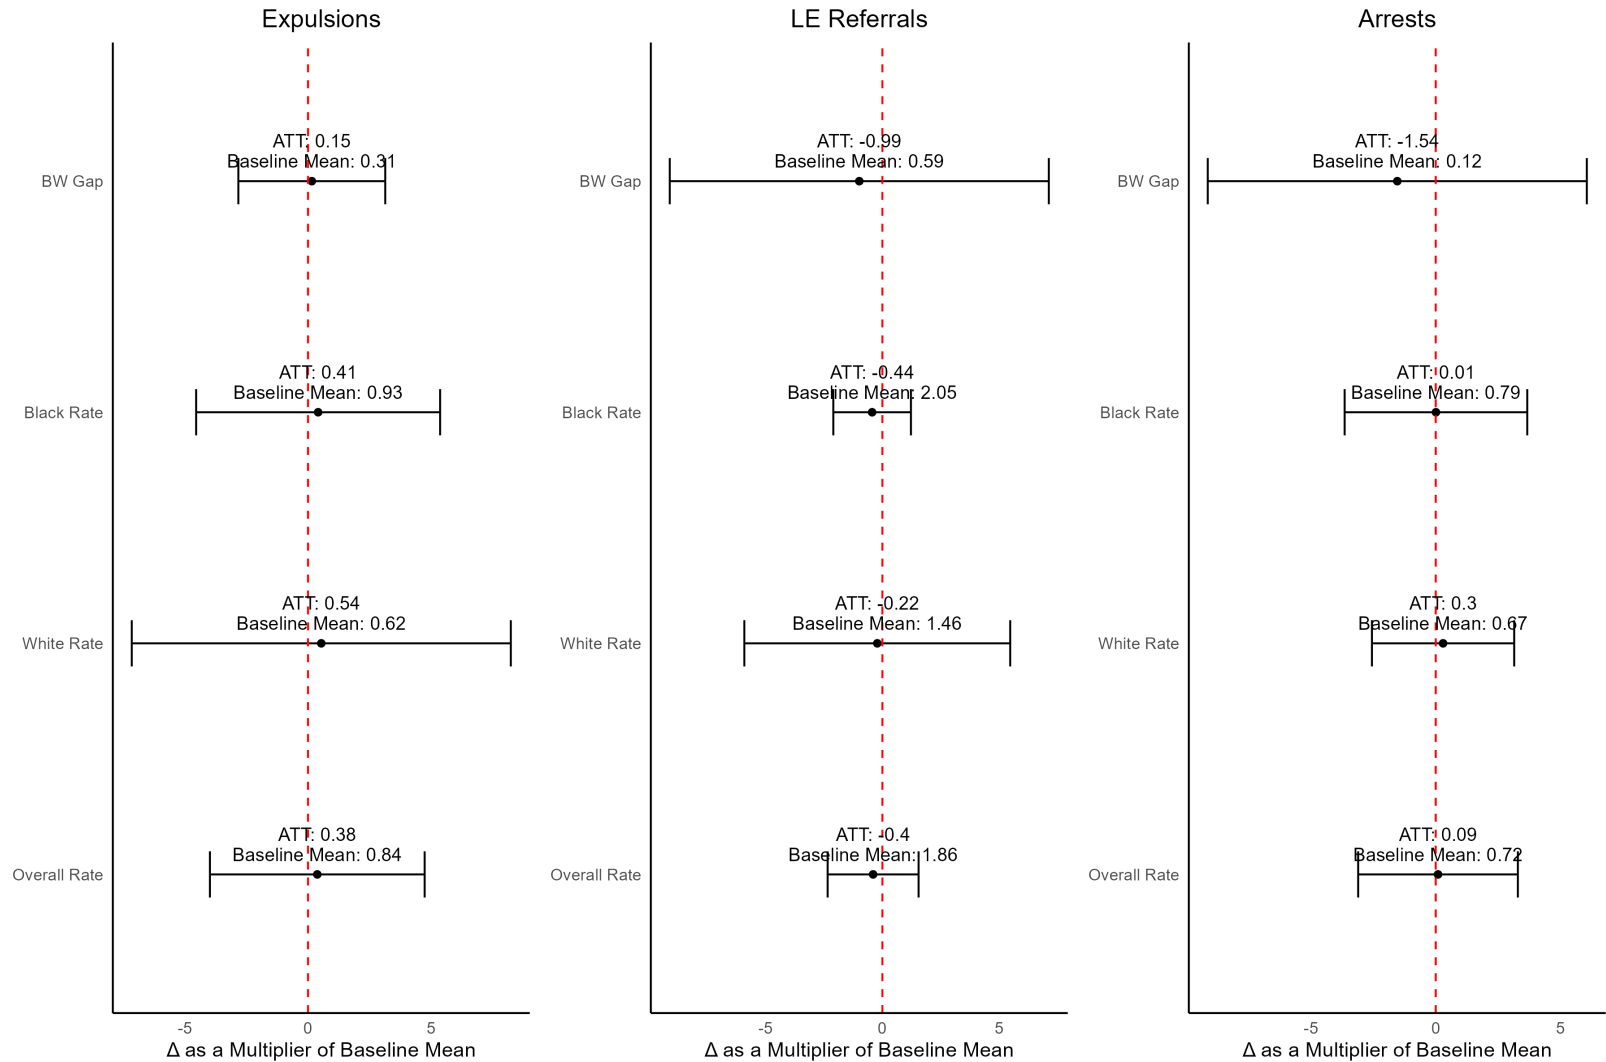 Expulsions
BW Gap
ATT: 0.15
Baseline Mean: 0.31
Black Rate
ATT: 0.41
Baseline Mean: 0.93
White Rate
ATT: 0.54
Baseline Mean: 0.62
Overall Rate
ATT: 0.38
Baseline Mean: 0.84
-5 0 5
Δ as a Multiplier of Baseline Mean
LE Referrals
BW Gap
ATT: -0.99
Baseline Mean: 0.59
Black Rate
ATT: -0.44
Baseline Mean: 2.05
White Rate
ATT: -0.22
Baseline Mean: 1.46
Overall Rate
ATT: -0.4
Baseline Mean: 1.86
-5 0 5
Δ as a Multiplier of Baseline Mean
Arrests
BW Gap
ATT: -1.54
Baseline Mean: 0.12
Black Rate
ATT: 0.01
Baseline Mean: 0.79
White Rate
ATT: 0.3
Baseline Mean: 0.67
Overall Rate
ATT: 0.09
Baseline Mean: 0.72
-5 0 5
Δ as a Multiplier of Baseline Mean